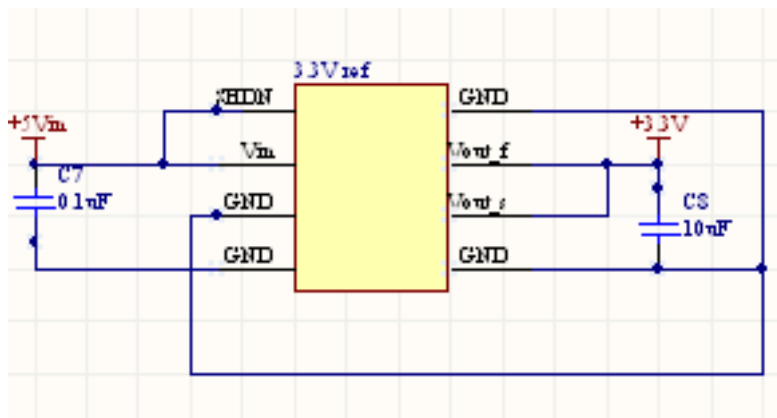 3.3Vref
SHDN
GND
+5Vin
+3.3V
Vin
Vout_f
C7
0.1uF
GND
Vout_s
C8
10uF
GND
GND